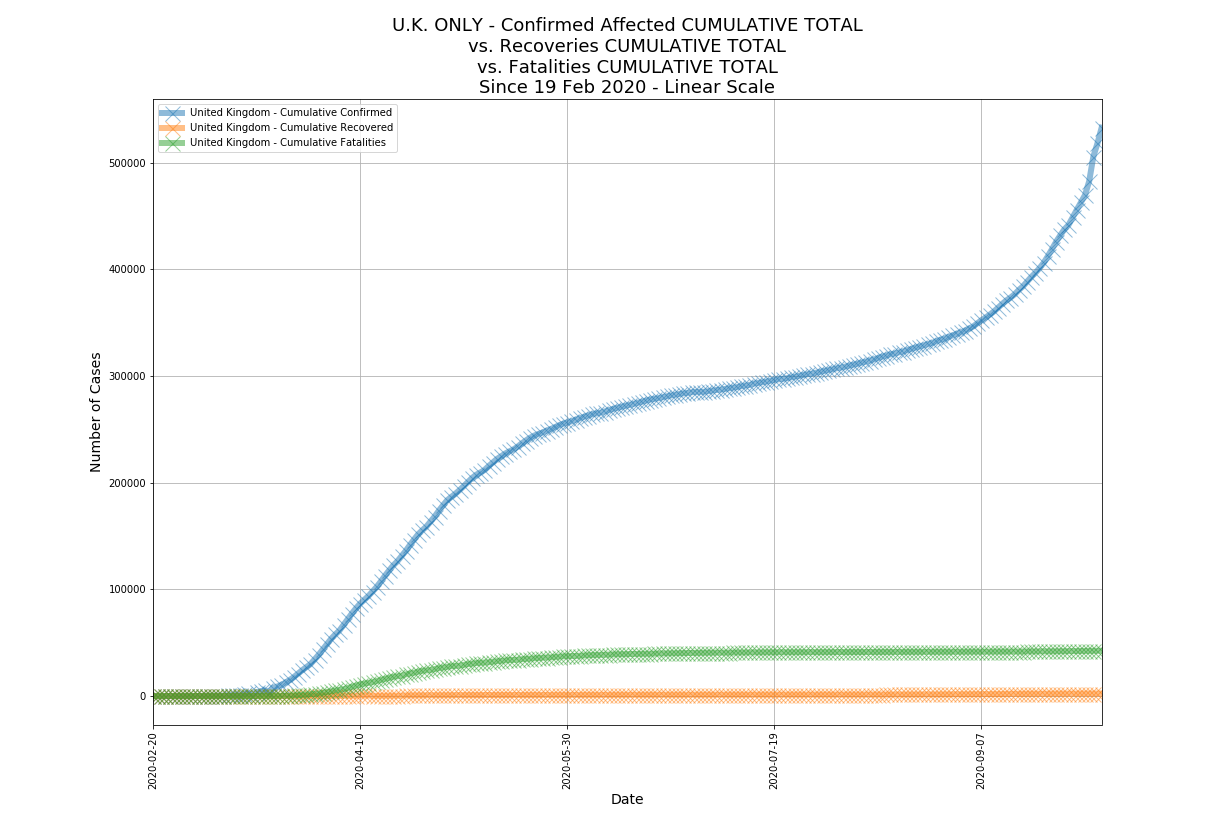 U.K. ONLY - Confirmed Affected CUMULATIVE TOTAL
vs. Recoveries CUMULATIVE TOTAL
vs. Fatalities CUMULATIVE TOTAL
Since 19 Feb 2020 - Linear Scale
United Kingdom - Cumulative Confirmed
United Kingdom - Cumulative Recovered
United Kingdom - Cumulative Fatalities
Number of Cases
500000
400000
300000
200000
100000
0
2020-02-20
2020-04-10
2020-05-30
2020-07-19
2020-09-07
Date